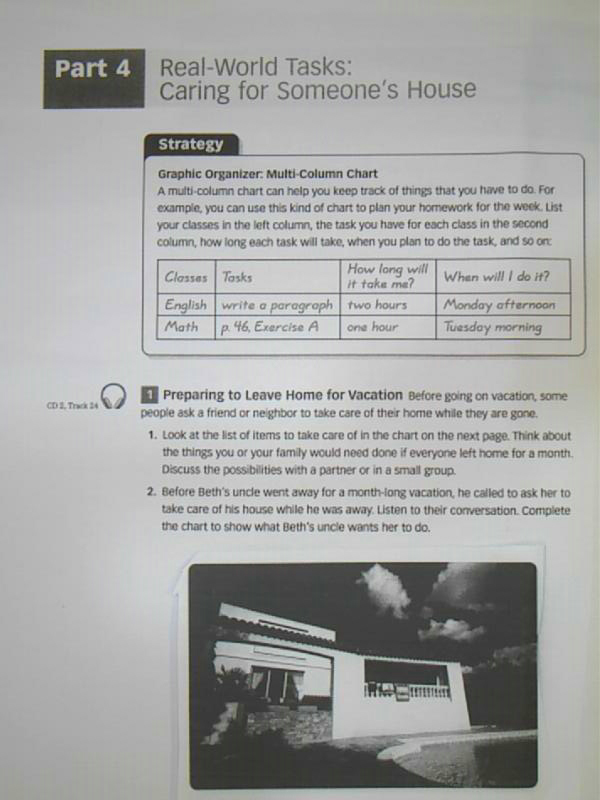 Part 4
Real-World Tasks:
Caring for Someone's House
Strategy
Graphic Organizer: Multi-Column Chart
A multi-column chart can help you keep track of things that you have to do. For
example, you can use this kind of chart to plan your homework for the week. List
your classes in the left column, the task you have for each class in the second
column, how long each task will take, when you plan to do the task, and so on:
Classes Tasks How long will it take me? When will I do it?
English write a paragraph two hours Monday afternoon
Math p. 46, Exercise A one hour Tuesday morning
CD 2, Track 24
1 Preparing to Leave Home for Vacation Before going on vacation, some
people ask a friend or neighbor to take care of their home while they are gone.
1. Look at the list of items to take care of in the chart on the next page. Think about
the things you or your family would need done if everyone left home for a month.
Discuss the possibilities with a partner or in a small group.
2. Before Beth's uncle went away for a month-long vacation, he called to ask her to
take care of his house while he was away. Listen to their conversation. Complete
the chart to show what Beth's uncle wants her to do.